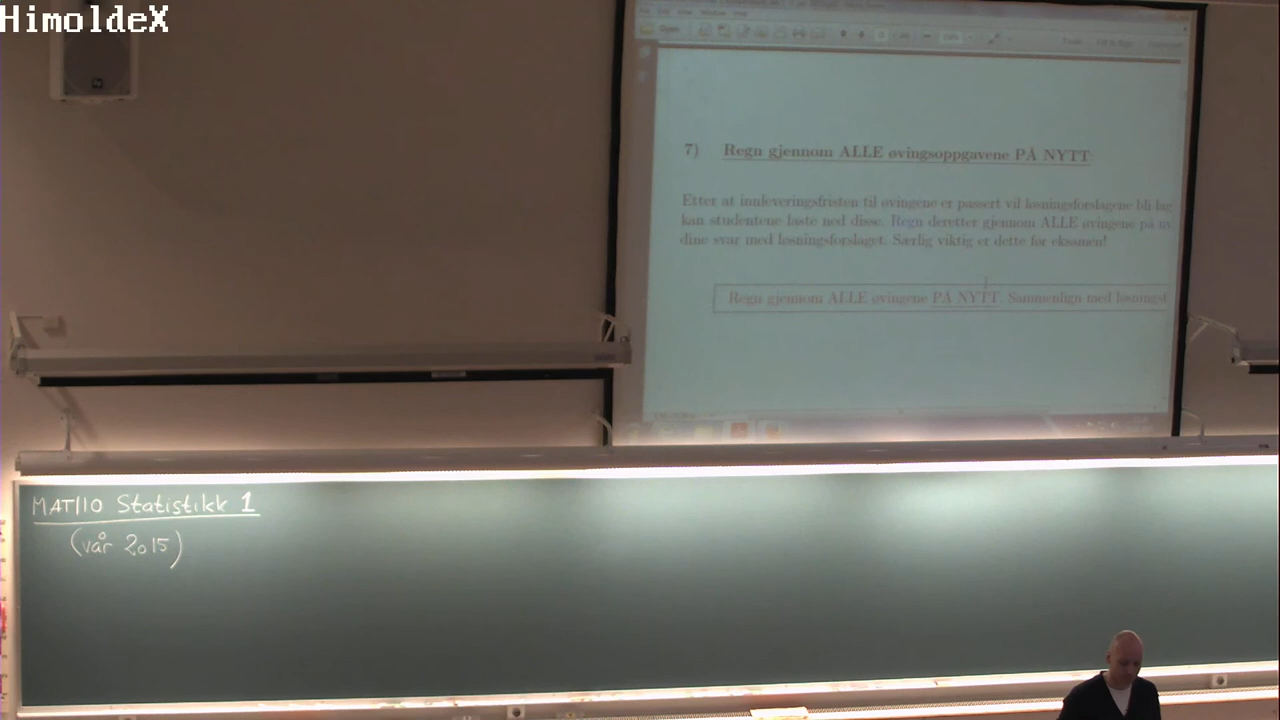 HimoldeX
Open
7) Regn gjennom ALLE øvingsoppgavene PÅ NYTT:
Etter at innleveringsfristen til øvingene er passert vil løsningsforslagene bli lag
kan studentene laste ned disse. Regn deretter gjennom ALLE øvingene på ny
dine svar med løsningsforslaget. Særlig viktig er dette for eksamen!
Regn gjennom ALLE øvingene PÅ NYTT. Sammenlign med løsningsf
MAT110 Statistikk 1
(vår 2015)